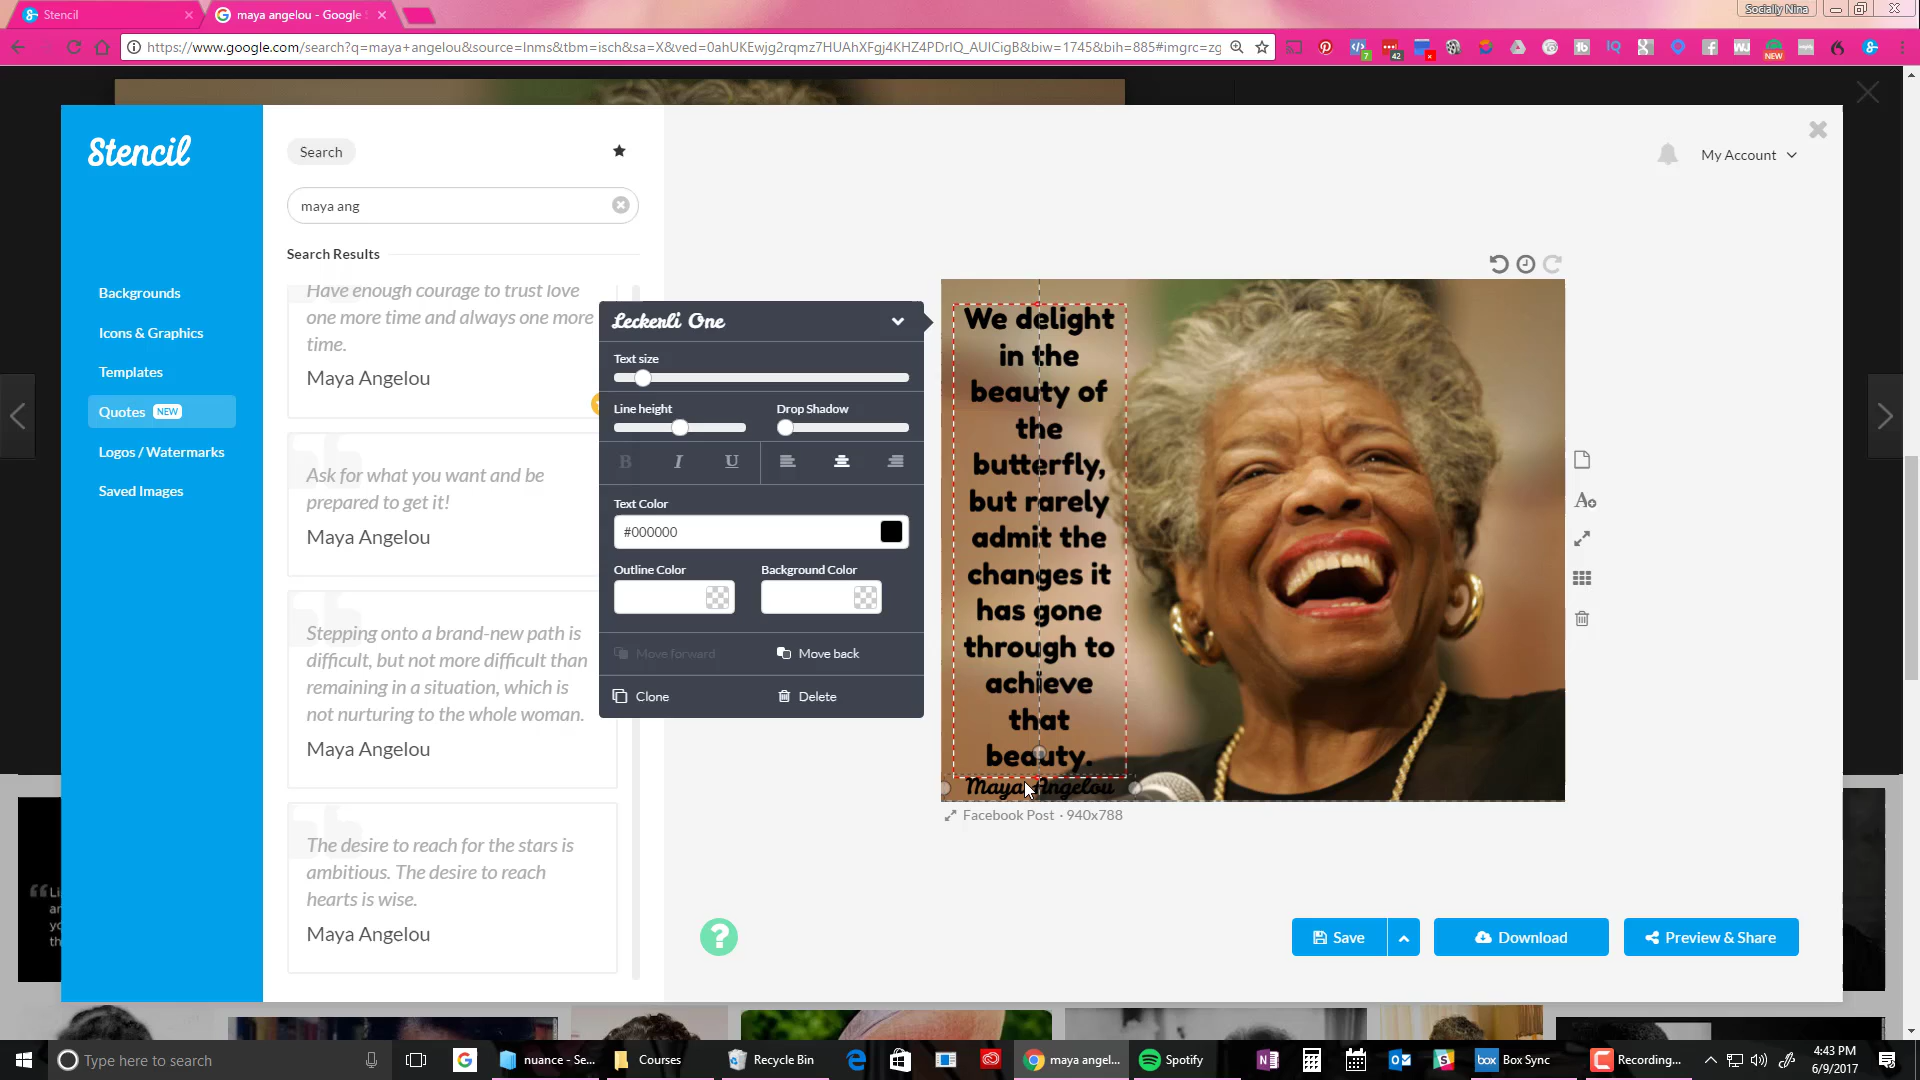 Stencil
maya angelou - Google
Socially Nina
https://www.google.com/search?q=maya+angelou&source=lnms&tbm=isch&sa=X&ved=0ahUKEwjg2rqmz7HUAhXFgj4KHZ4PDrIQ_AUICigB&biw=1745&bih=885#imgrc=zg
7
42
NEW
Stencil
Backgrounds
Icons & Graphics
Templates
Quotes NEW
Logos / Watermarks
Saved Images
Search
maya ang
Search Results
Have enough courage to trust love
one more time and always one more
time.
Maya Angelou
Ask for what you want and be
prepared to get it!
Maya Angelou
Stepping onto a brand-new path is
difficult, but not more difficult than
remaining in a situation, which is
not nurturing to the whole woman.
Maya Angelou
The desire to reach for the stars is
ambitious. The desire to reach
hearts is wise.
Maya Angelou
Leckerli One
Text size
Line height
Drop Shadow
B I U
Text Color
#000000
Outline Color
Background Color
Move forward
Move back
Clone
Delete
My Account
We delight
in the
beauty of
the
butterfly,
but rarely
admit the
changes it
has gone
through to
achieve
that
beauty.
Maya Angelou
Facebook Post · 940x788
?
Save
Download
Preview & Share
Type here to search
nuance - Se...
Courses
Recycle Bin
maya angel...
Spotify
Box Sync
Recording...
4:43 PM
6/9/2017